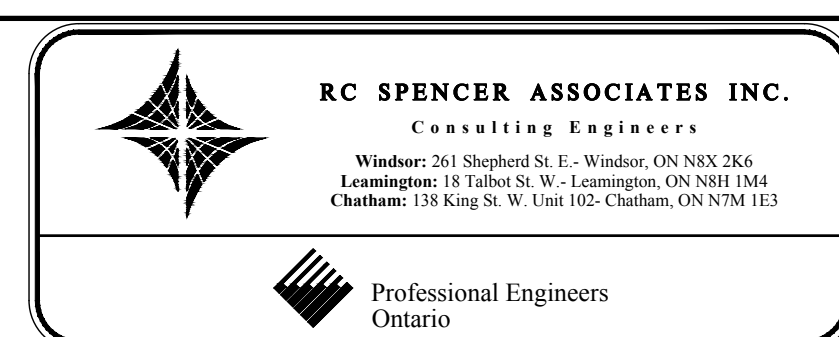 RC SPENCER ASSOCIATES INC.
Consulting Engineers
Windsor: 261 Shepherd St. E.- Windsor, ON N8X 2K6
Leamington: 18 Talbot St. W.- Leamington, ON N8H 1M4
Chatham: 138 King St. W. Unit 102- Chatham, ON N7M 1E3
Professional Engineers
Ontario